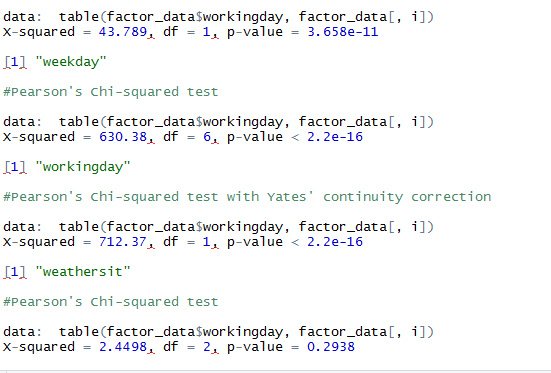 data:  table(factor_data$workingday, factor_data[, i])
X-squared = 43.789, df = 1, p-value = 3.658e-11
[1] "weekday"
#Pearson's Chi-squared test
data:  table(factor_data$workingday, factor_data[, i])
X-squared = 630.38, df = 6, p-value < 2.2e-16
[1] "workingday"
#Pearson's Chi-squared test with Yates' continuity correction
data:  table(factor_data$workingday, factor_data[, i])
X-squared = 712.37, df = 1, p-value < 2.2e-16
[1] "weathersit"
#Pearson's Chi-squared test
data:  table(factor_data$workingday, factor_data[, i])
X-squared = 2.4498, df = 2, p-value = 0.2938